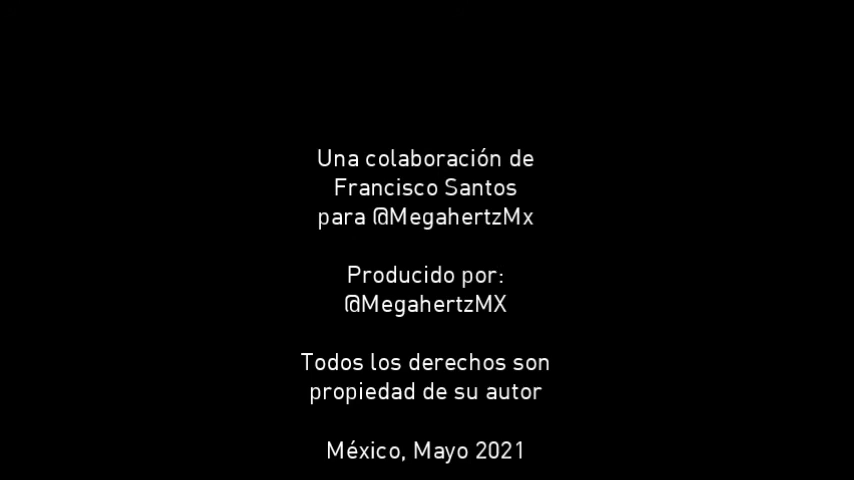 Una colaboración de
Francisco Santos
para @MegahertzMx
Producido por:
@MegahertzMX
Todos los derechos son
propiedad de su autor
México, Mayo 2021